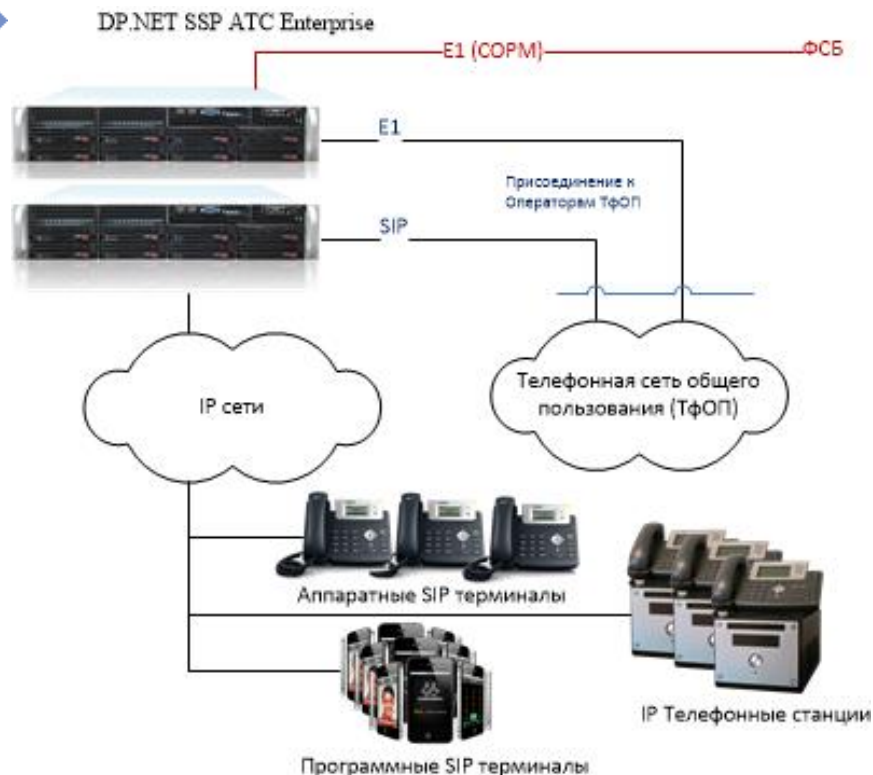 DP.NET SSP ATC Enterprise
E1 (СОРМ)
ФСБ
E1
Присоединение к
Операторам ТфОП
SIP
IP сети
Телефонная сеть общего
пользования (ТфОП)
Аппаратные SIP терминалы
IP Телефонные станции
Программные SIP терминалы